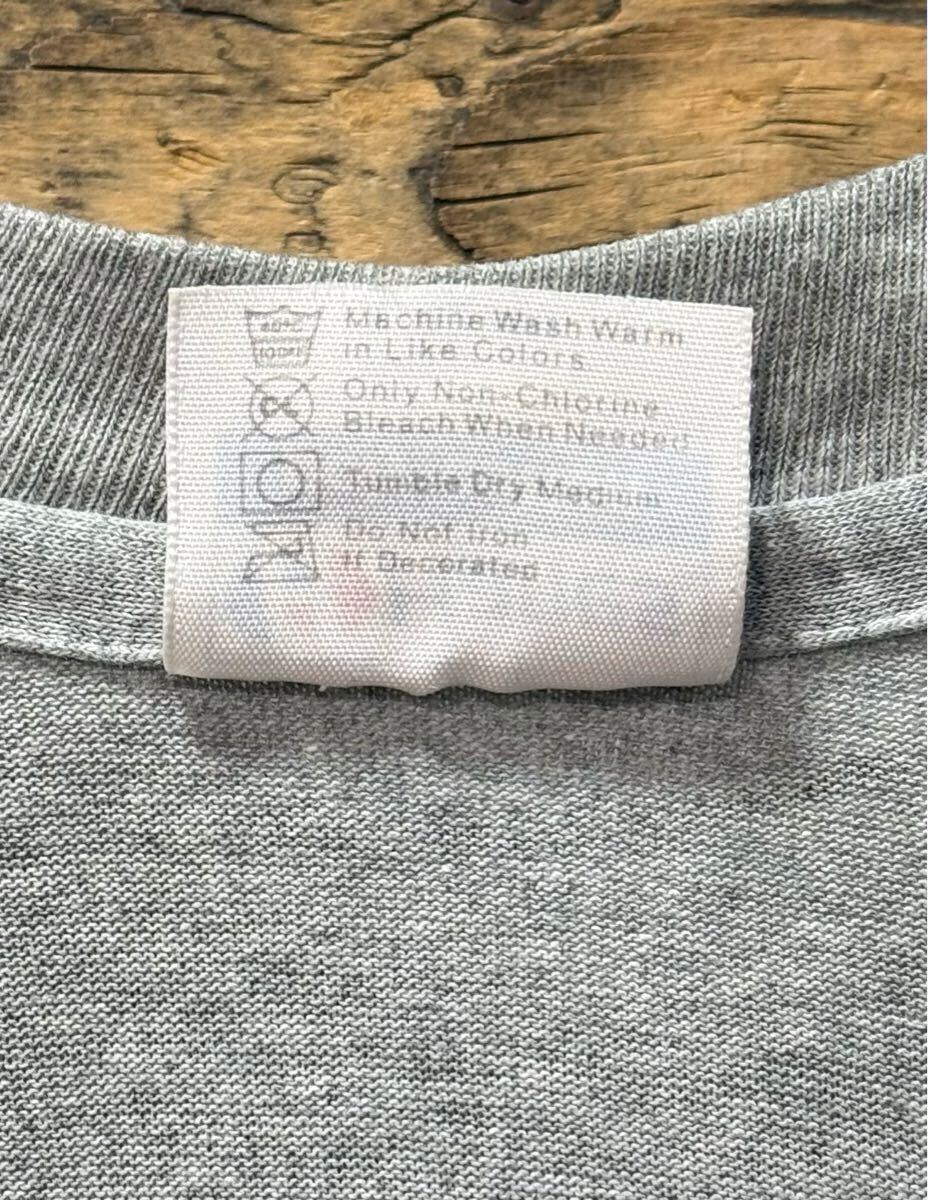 40°C
Machine Wash Warm
in Like Colors
Only Non-Chlorine
Bleach When Needed
Tumble Dry Medium
Do Not Iron
If Decorated